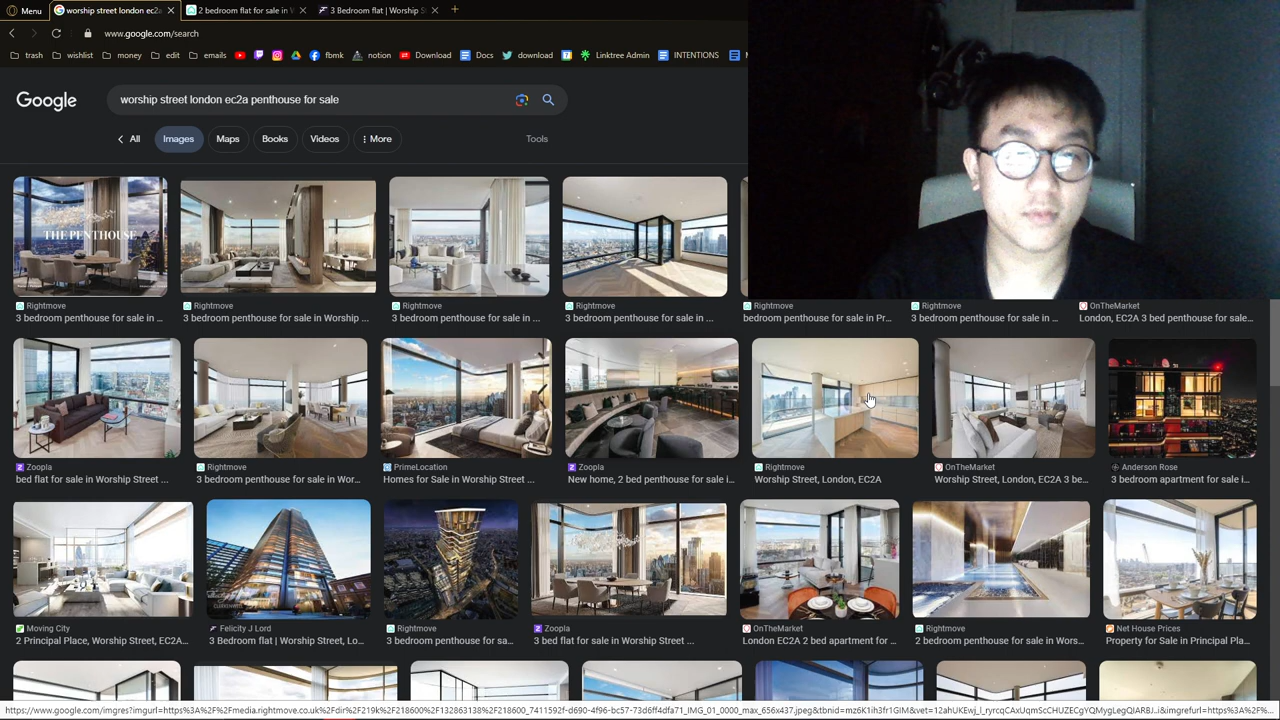 Menu
worship street london ec2a
2 bedroom flat for sale in W
3 Bedroom flat | Worship S
www.google.com/search
trash
wishlist
money
edit
emails
fbmk
notion
Download
Docs
download
Linktree Admin
INTENTIONS
Google
worship street london ec2a penthouse for sale
All
Images
Maps
Books
Videos
More
Tools
THE PENTHOUSE
Rightmove
3 bedroom penthouse for sale in ...
Rightmove
3 bedroom penthouse for sale in Worship ...
Rightmove
3 bedroom penthouse for sale in ...
Rightmove
3 bedroom penthouse for sale in ...
Rightmove
bedroom penthouse for sale in Pr...
Rightmove
3 bedroom penthouse for sale in ...
OnTheMarket
London, EC2A 3 bed penthouse for sale...
Zoopla
bed flat for sale in Worship Street ...
Rightmove
3 bedroom penthouse for sale in Wor...
PrimeLocation
Homes for Sale in Worship Street ...
Zoopla
New home, 2 bed penthouse for sale i...
Rightmove
Worship Street, London, EC2A
OnTheMarket
Worship Street, London, EC2A 3 be...
Anderson Rose
3 bedroom apartment for sale i...
Moving City
2 Principal Place, Worship Street, EC2A...
Felicity J Lord
3 Bedroom flat | Worship Street, Lo...
Rightmove
3 bedroom penthouse for sa...
Zoopla
3 bed flat for sale in Worship Street ...
OnTheMarket
London EC2A 2 bed apartment for ...
Rightmove
2 bedroom penthouse for sale in Wors...
Net House Prices
Property for Sale in Principal Pla...